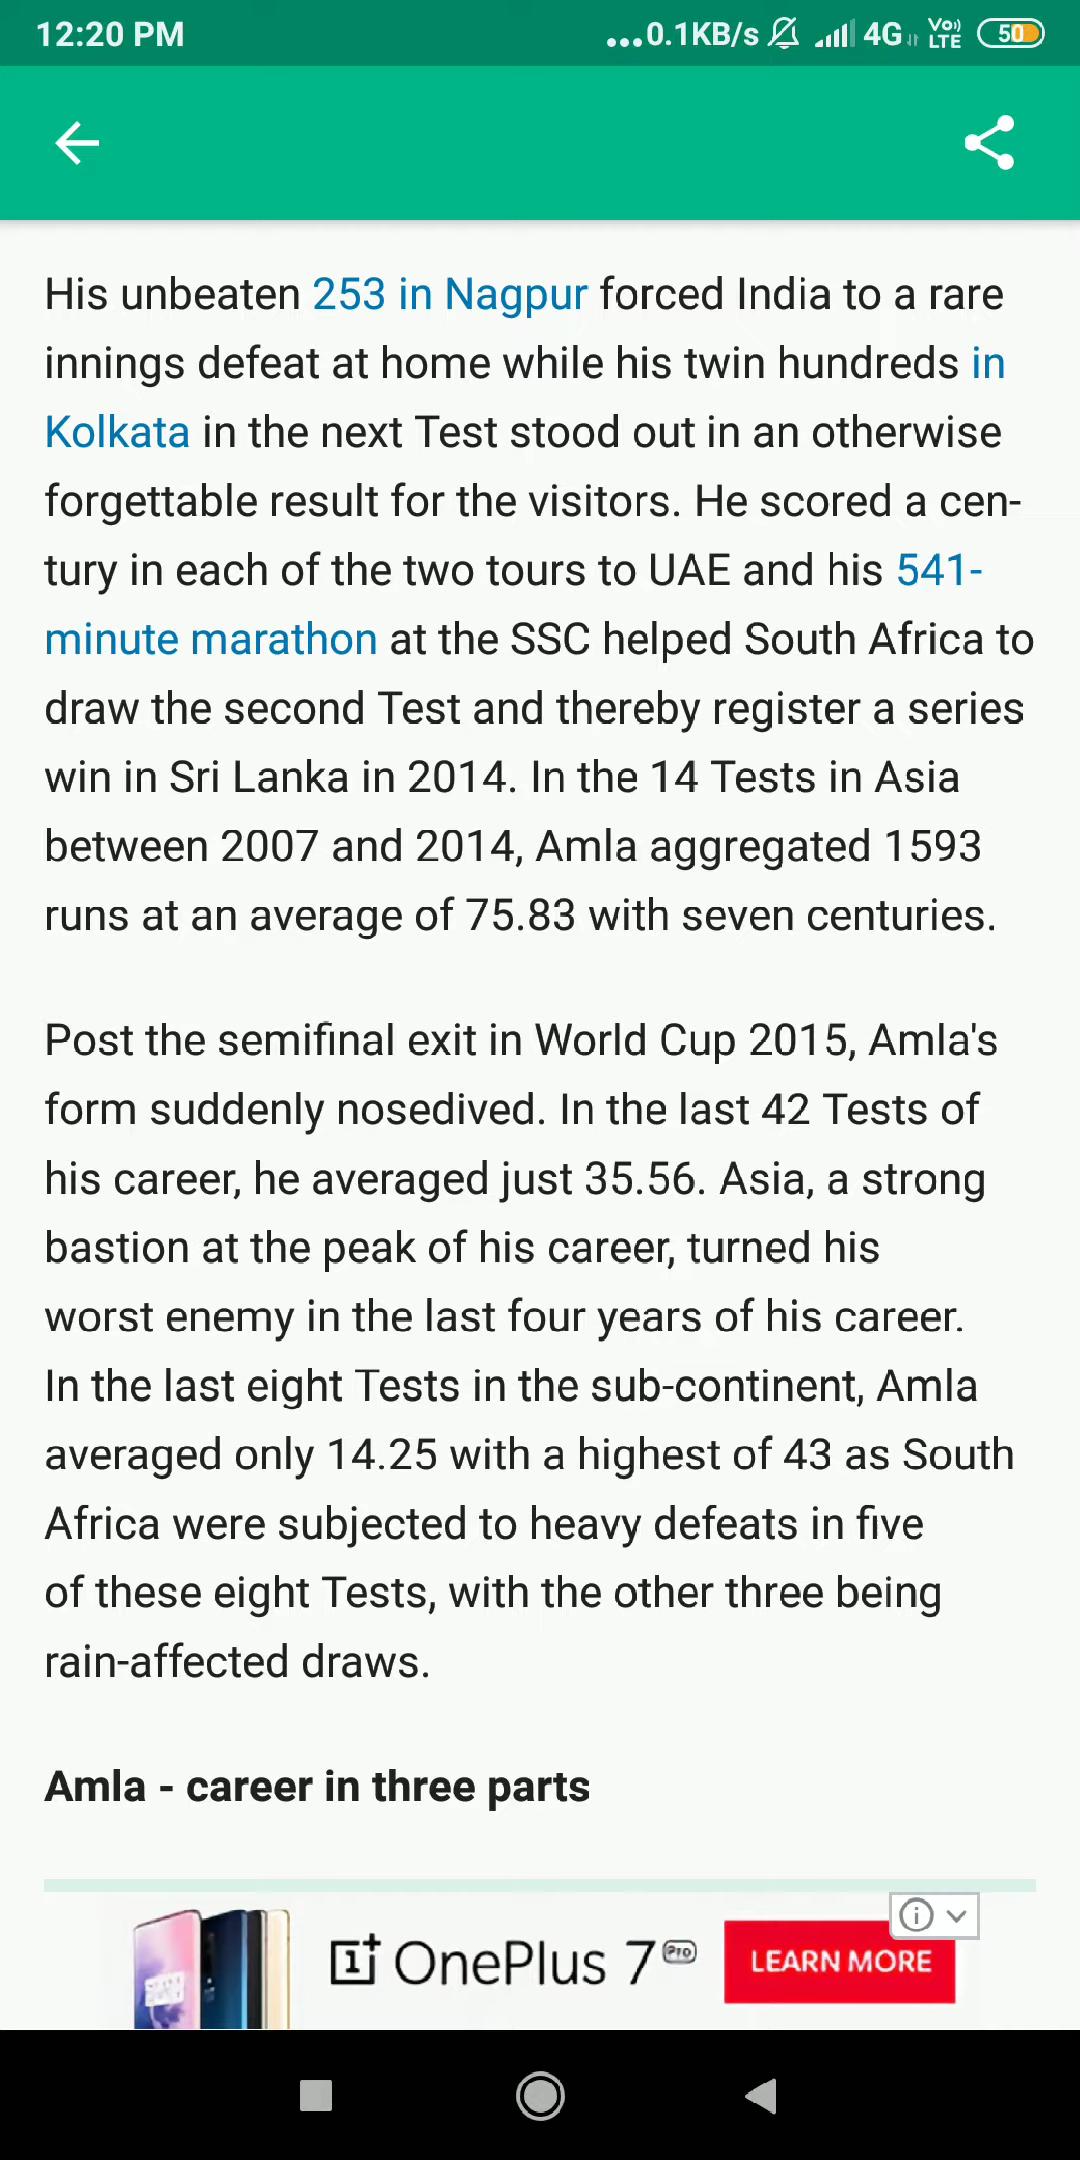 12:20 PM ...0.1KB/s 4G Vo)) LTE 50
His unbeaten 253 in Nagpur forced India to a rare
innings defeat at home while his twin hundreds in
Kolkata in the next Test stood out in an otherwise
forgettable result for the visitors. He scored a cen-
tury in each of the two tours to UAE and his 541-
minute marathon at the SSC helped South Africa to
draw the second Test and thereby register a series
win in Sri Lanka in 2014. In the 14 Tests in Asia
between 2007 and 2014, Amla aggregated 1593
runs at an average of 75.83 with seven centuries.
Post the semifinal exit in World Cup 2015, Amla's
form suddenly nosedived. In the last 42 Tests of
his career, he averaged just 35.56. Asia, a strong
bastion at the peak of his career, turned his
worst enemy in the last four years of his career.
In the last eight Tests in the sub-continent, Amla
averaged only 14.25 with a highest of 43 as South
Africa were subjected to heavy defeats in five
of these eight Tests, with the other three being
rain-affected draws.
Amla - career in three parts
1+ OnePlus 7 Pro LEARN MORE